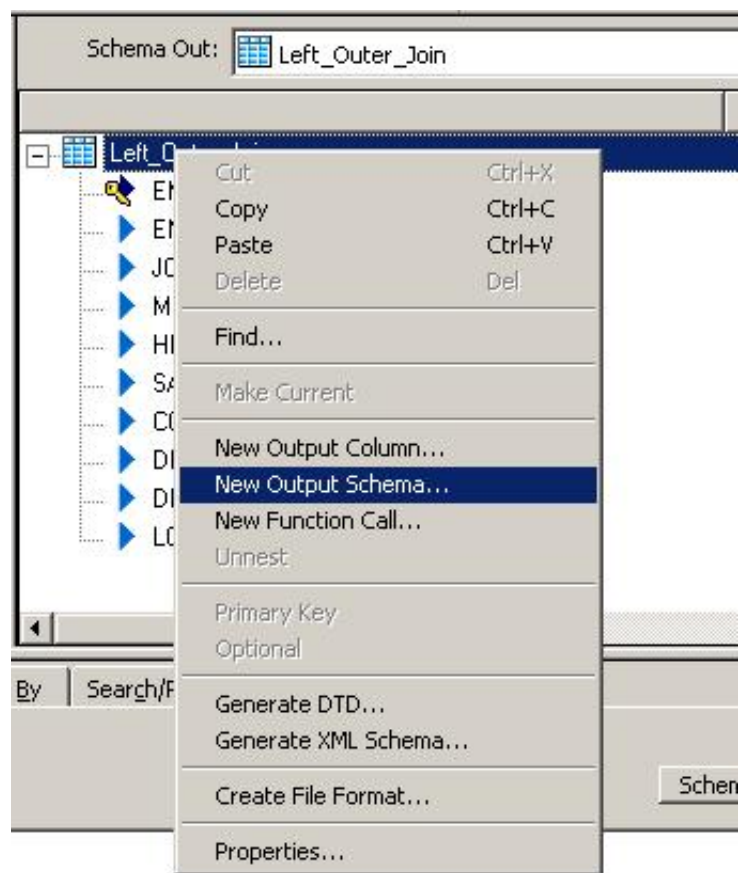 Schema Out: Left_Outer_Join
Cut Ctrl+X
Copy Ctrl+C
Paste Ctrl+V
Delete Del
Find...
Make Current
New Output Column...
New Output Schema...
New Function Call...
Unnest
Primary Key
Optional
By
Generate DTD...
Generate XML Schema...
Create File Format...
Properties...